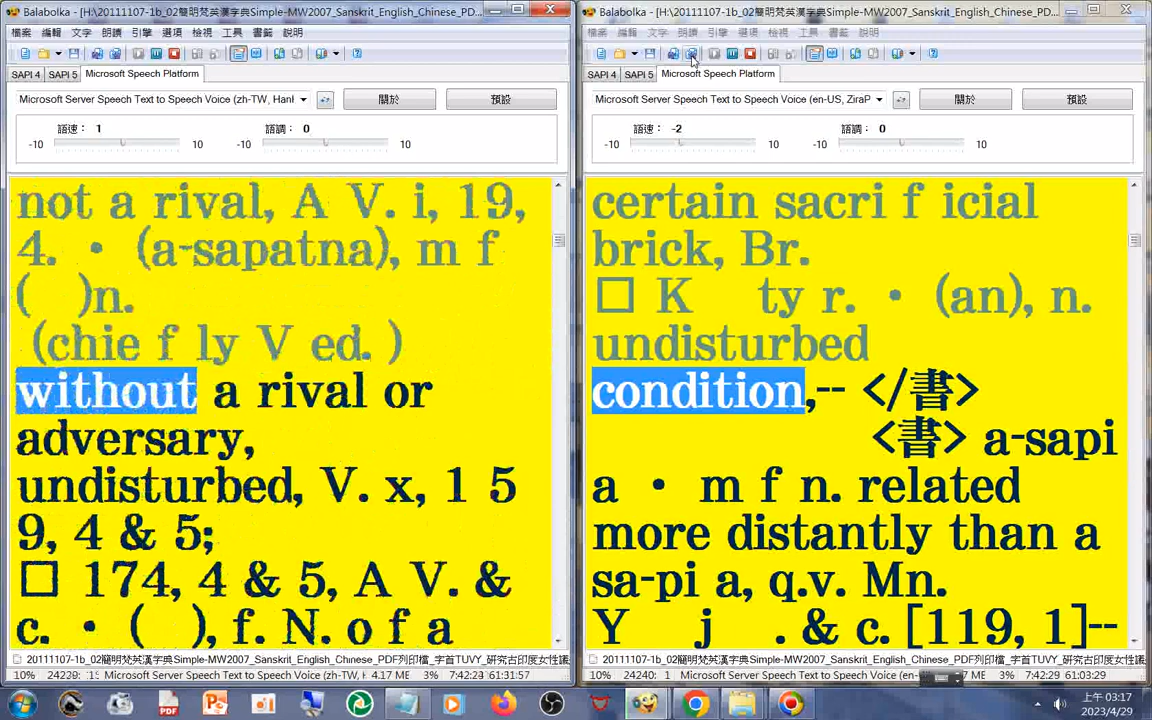 Balabolka - [H:\20111107-1b_02簡明梵英漢字典Simple-MW2007_Sanskrit_English_Chinese_PD...
檔案 編輯 文字 朗讀 引擎 選項 檢視 工具 書籤 說明
SAPI 4 SAPI 5 Microsoft Speech Platform
Microsoft Server Speech Text to Speech Voice (zh-TW, HanI
關於 預設
語速： 1 語調： 0
-10 10 -10 10
not a rival, A V. i, 19,
4. • (a-sapatna), m f
( )n.
(chie f ly V ed. )
without a rival or
adversary,
undisturbed, V. x, 1 5
9, 4 & 5;
□ 174, 4 & 5, A V. &
c. • ( ), f. N. o f a
20111107-1b_02簡明梵英漢字典Simple-MW2007_Sanskrit_English_Chinese_PDF列印檔_字首TUVY_研究古印度女性議
10% 24229: Microsoft Server Speech Text to Speech Voice (zh-TW, 4.17 ME 3% 7:42:23 61:31:57
Balabolka - [H:\20111107-1b_02簡明梵英漢字典Simple-MW2007_Sanskrit_English_Chinese_PD...
檔案 編輯 文字 朗讀 引擎 選項 檢視 工具 書籤 說明
SAPI 4 SAPI 5 Microsoft Speech Platform
Microsoft Server Speech Text to Speech Voice (en-US, ZiraP
關於 預設
語速： -2 語調： 0
-10 10 -10 10
certain sacri f icial
brick, Br.
□ K ty r. • (an), n.
undisturbed
condition,-- </書>
<書> a-sapi
a • m f n. related
more distantly than a
sa-pi a, q.v. Mn.
Y j . & c. [119, 1]--
20111107-1b_02簡明梵英漢字典Simple-MW2007_Sanskrit_English_Chinese_PDF列印檔_字首TUVY_研究古印度女性議
10% 24240: 1 Microsoft Server Speech Text to Speech Voice 3% 7:42:29 61:03:29
上午 03:17
2023/4/29